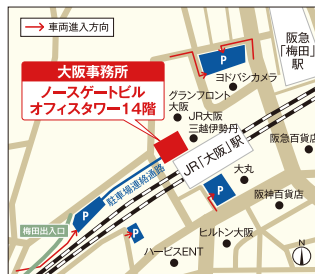 車両進入方向
阪急
「梅田」
駅
P
ヨドバシカメラ
大阪事務所
ノースゲートビル
オフィスタワー14階
グランフロント
大阪
JR大阪
三越伊勢丹
JR「大阪」駅
阪急百貨店
駐車場連絡通路
大丸
P
阪神百貨店
P
梅田出入口
P
ヒルトン大阪
ハービスENT
N